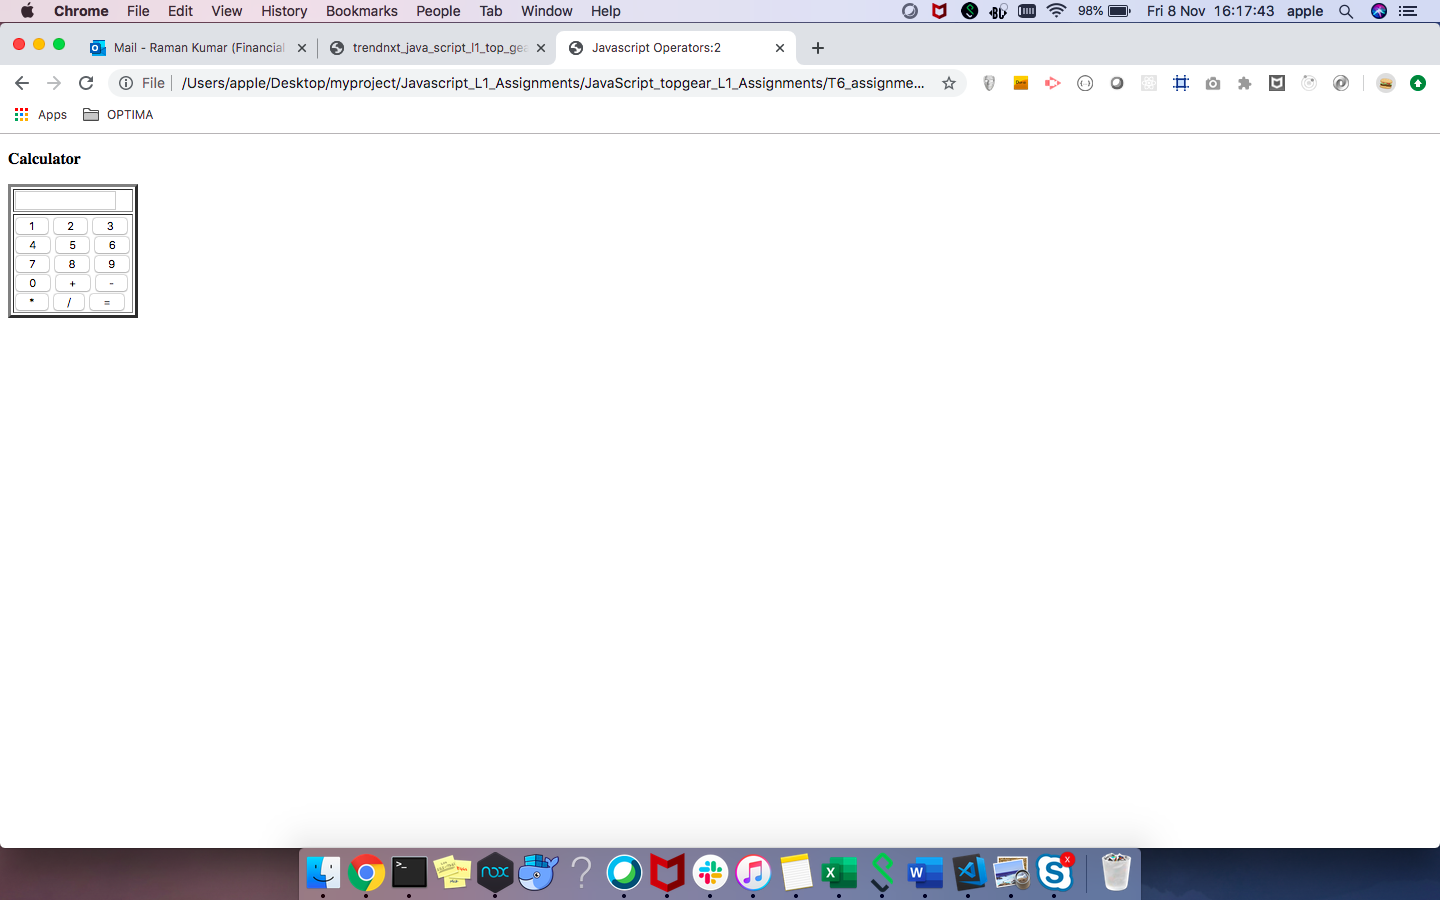 Chrome File Edit View History Bookmarks People Tab Window Help 98% Fri 8 Nov 16:17:43 apple
Mail - Raman Kumar (Financial trendnxt_java_script_l1_top_gea Javascript Operators:2
File /Users/apple/Desktop/myproject/Javascript_L1_Assignments/JavaScript_topgear_L1_Assignments/T6_assignme...
Apps OPTIMA
Calculator
1 2 3
4 5 6
7 8 9
0 + -
* / =